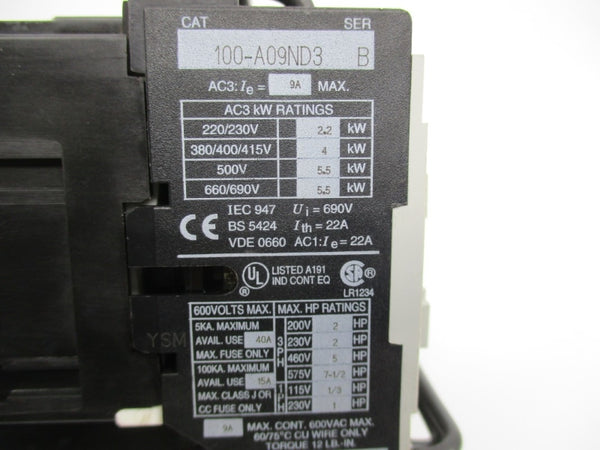 CAT SER
100-A09ND3 B
AC3: Ie = 9A MAX.
AC3 kW RATINGS
220/230V 2.2 kW
380/400/415V 4 kW
500V 5.5 kW
660/690V 5.5 kW
IEC 947 Ui = 690V
CE BS 5424 Ith = 22A
VDE 0660 AC1: Ie = 22A
UL ® LISTED A191 SA ®
IND CONT EQ
LR1234
600VOLTS MAX. MAX. HP RATINGS
5KA. MAXIMUM 200V 2 HP
AVAIL. USE 40A 3PH 230V 2 HP
MAX. FUSE ONLY 460V 5 HP
100KA. MAXIMUM 575V 7-1/2 HP
AVAIL. USE 15A 1PH 115V 1/3 HP
MAX. CLASS J OR
CC FUSE ONLY 230V 1 HP
9A MAX. CONT. 600VAC MAX.
60/75°C CU WIRE ONLY
TORQUE 12 LB.-IN.
YSM